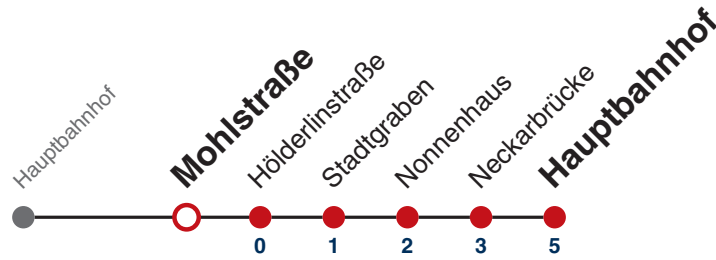 Hauptbahnhof
Mohlstraße
Hölderlinstraße
Stadtgraben
Nonnenhaus
Neckarbrücke
Hauptbahnhof
0 1 2 3 5